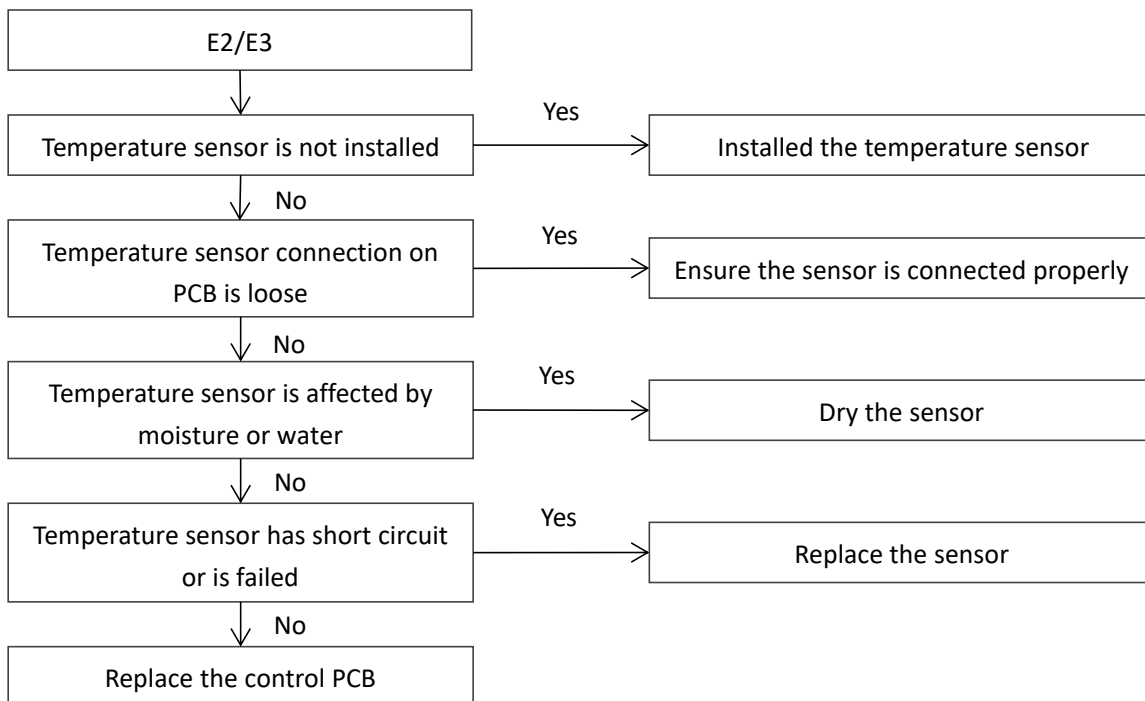 E2/E3
Yes
Temperature sensor is not installed
Installed the temperature sensor
No
Yes
Temperature sensor connection on
PCB is loose
Ensure the sensor is connected properly
No
Yes
Temperature sensor is affected by
moisture or water
Dry the sensor
No
Yes
Temperature sensor has short circuit
or is failed
Replace the sensor
No
Replace the control PCB